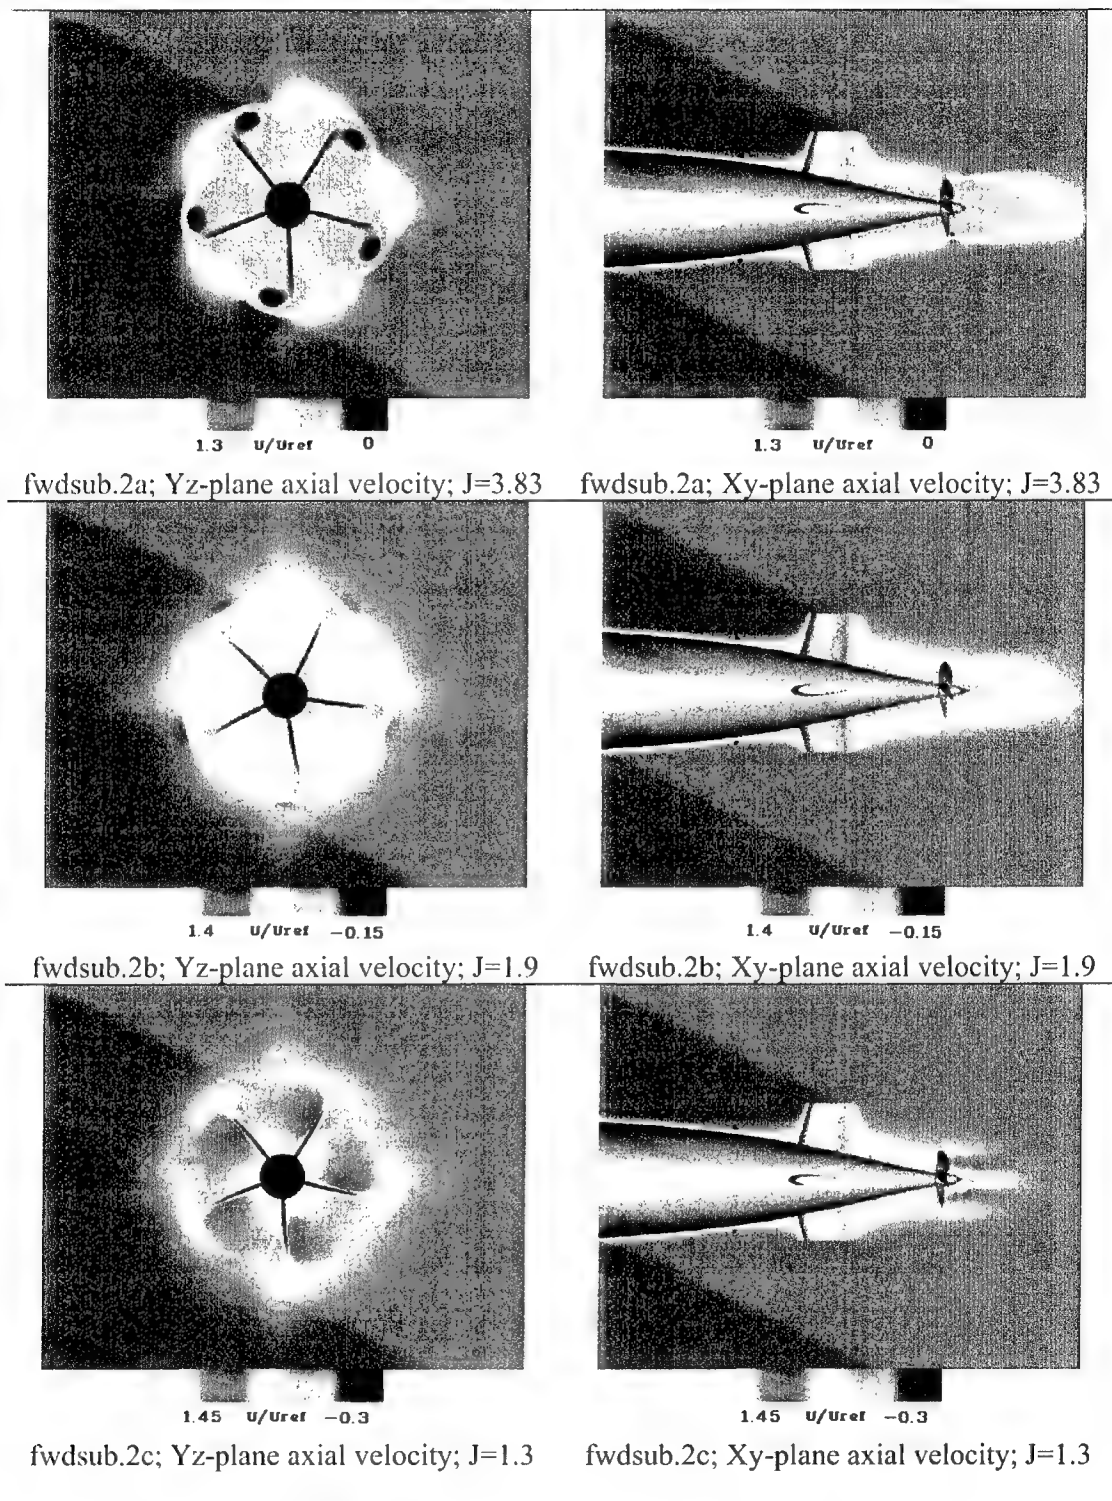 1.3 U/Uref 0
1.3 U/Uref 0
fwdsub.2a; Yz-plane axial velocity; J=3.83
fwdsub.2a; Xy-plane axial velocity; J=3.83
1.4 U/Uref -0.15
1.4 U/Uref -0.15
fwdsub.2b; Yz-plane axial velocity; J=1.9
fwdsub.2b; Xy-plane axial velocity; J=1.9
1.45 U/Uref -0.3
1.45 U/Uref -0.3
fwdsub.2c; Yz-plane axial velocity; J=1.3
fwdsub.2c; Xy-plane axial velocity; J=1.3